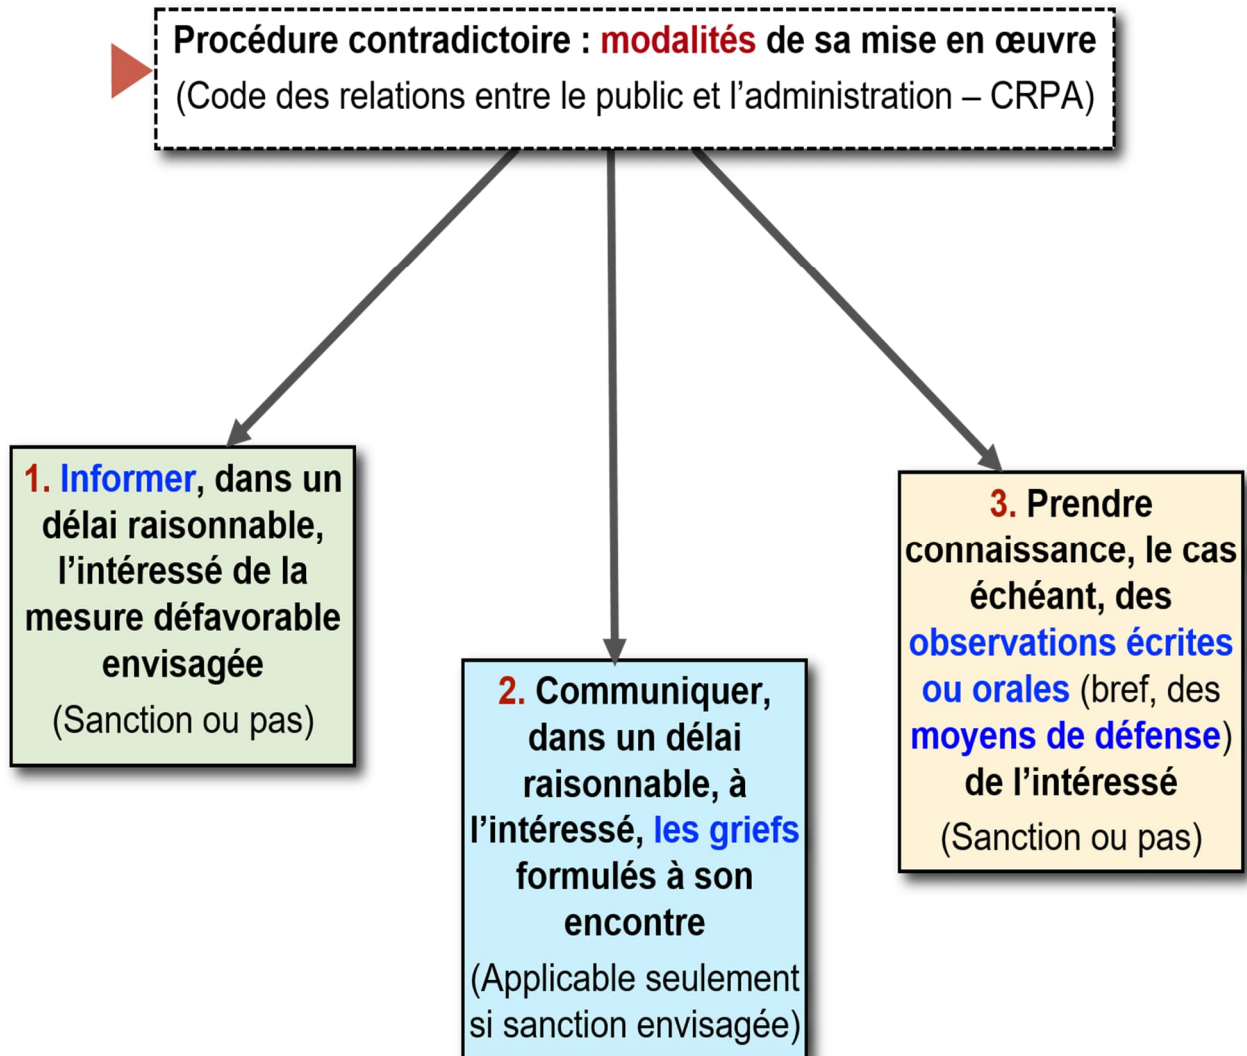 Procédure contradictoire : modalités de sa mise en œuvre
(Code des relations entre le public et l’administration – CRPA)
1. Informer, dans un
délai raisonnable,
l’intéressé de la
mesure défavorable
envisagée
(Sanction ou pas)
2. Communiquer,
dans un délai
raisonnable, à
l’intéressé, les griefs
formulés à son
encontre
(Applicable seulement
si sanction envisagée)
3. Prendre
connaissance, le cas
échéant, des
observations écrites
ou orales (bref, des
moyens de défense)
de l’intéressé
(Sanction ou pas)